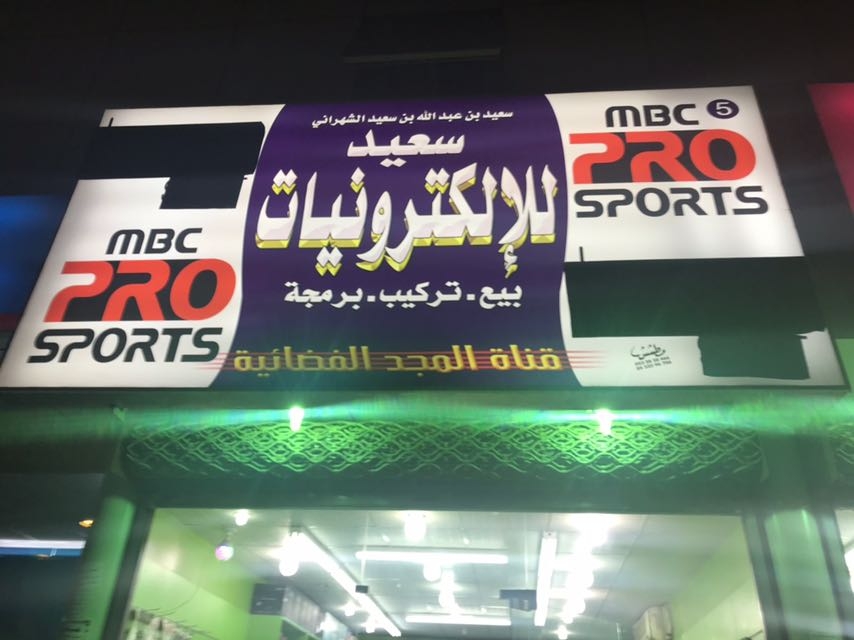 سعيد بن عبد الله بن سعيد الشهراني
سعيد
للإلكترونيات
بيع - تركيب - برمجة
قناة المجد الفضائية
MBC 5
PRO
SPORTS
MBC
PRO
SPORTS